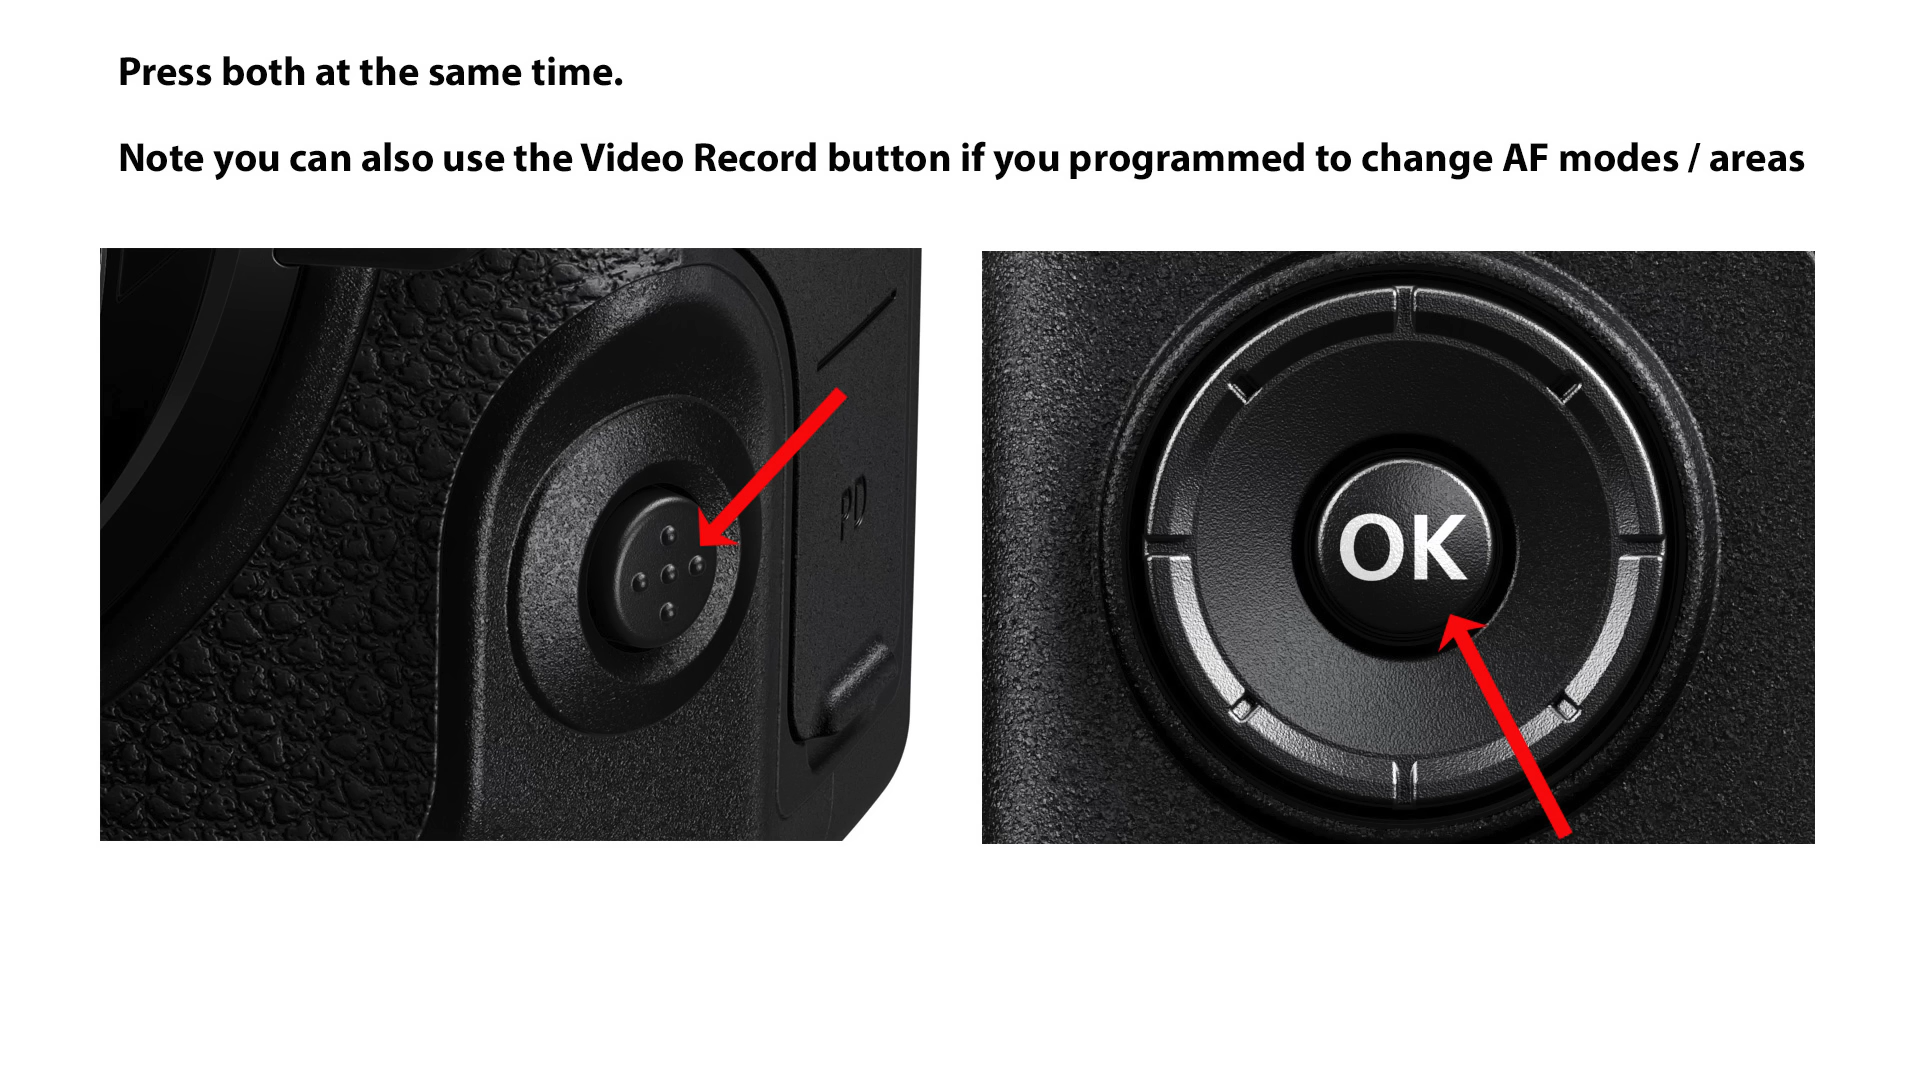 Press both at the same time.
Note you can also use the Video Record button if you programmed to change AF modes / areas
PD
OK